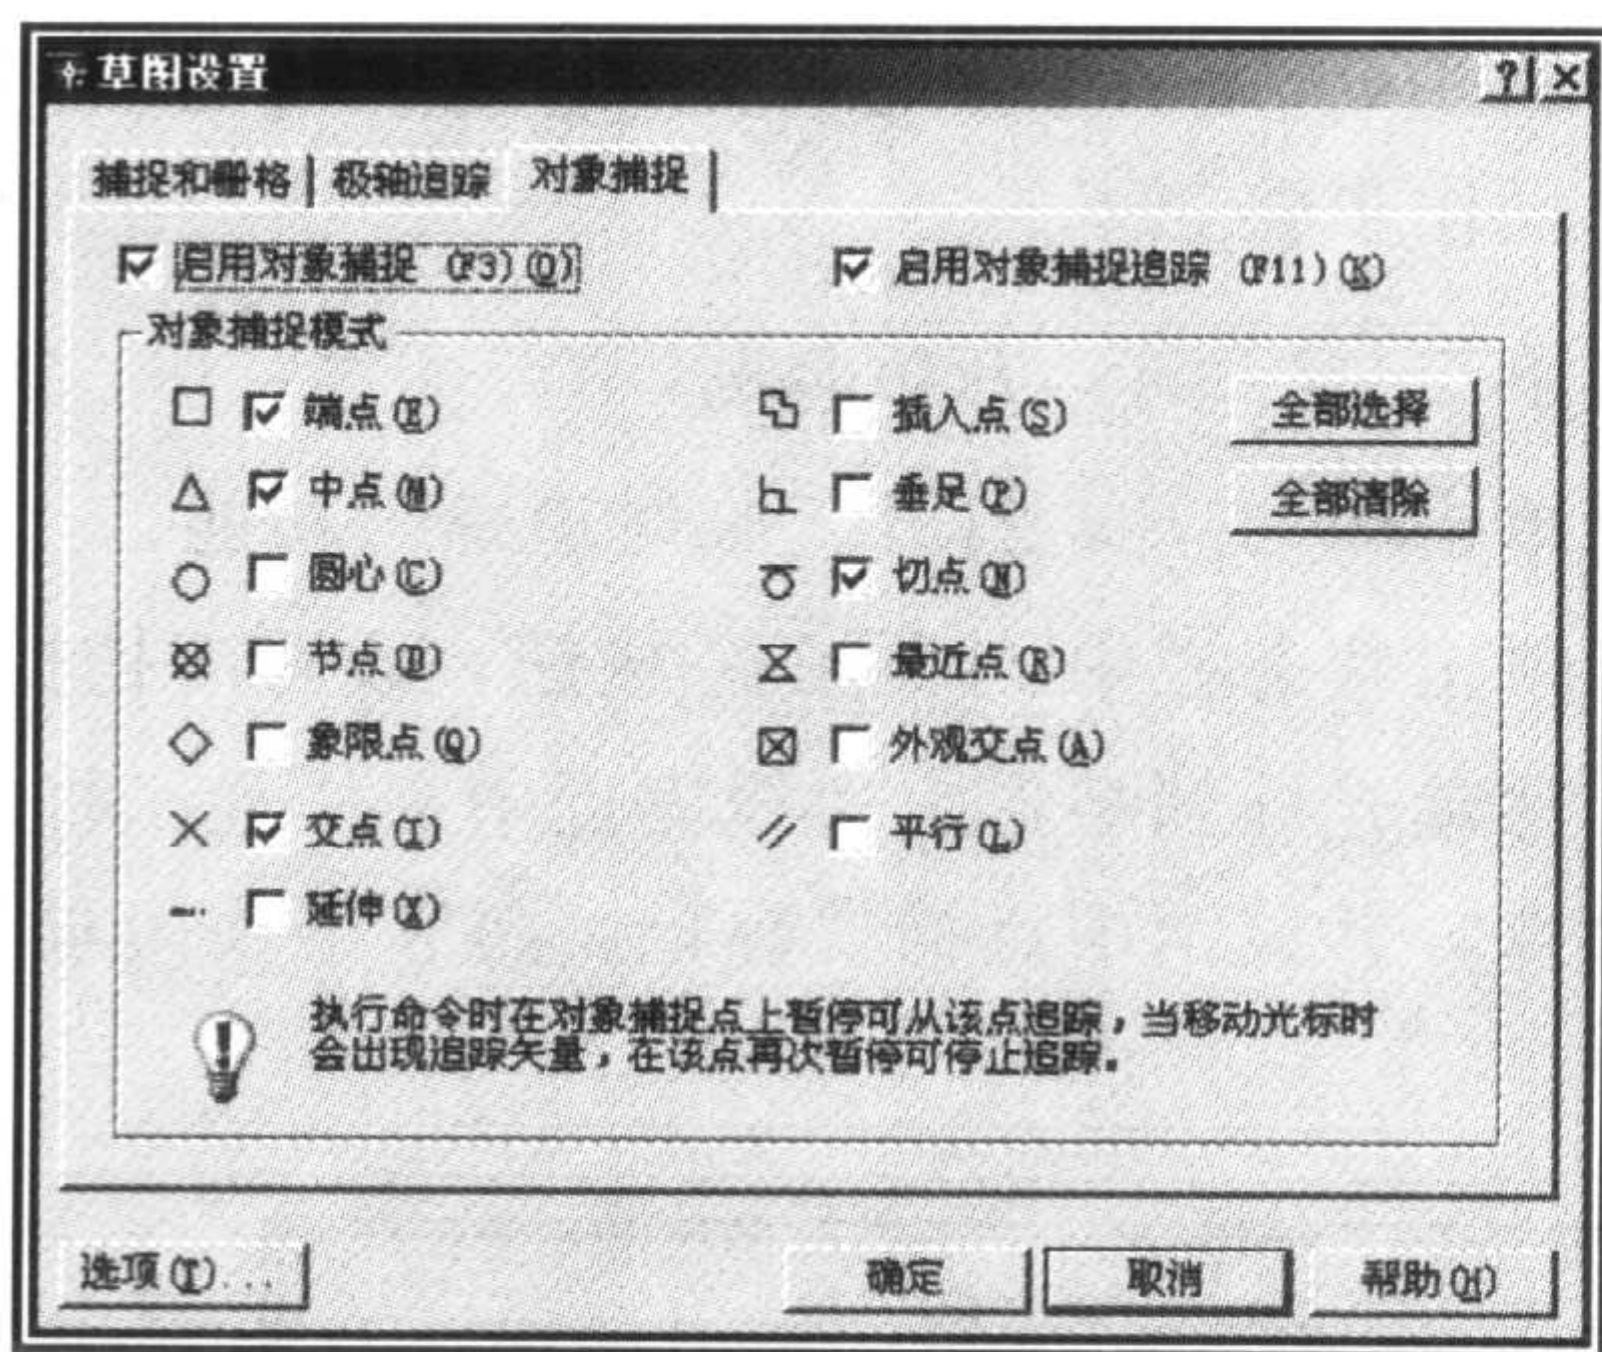 草图设置
捕捉和栅格 极轴追踪 对象捕捉
启用对象捕捉 (F3)(O) 启用对象捕捉追踪 (F11)(K)
对象捕捉模式
端点(E) 插入点(S) 全部选择
中点(M) 垂足(P) 全部清除
圆心(C) 切点(N)
节点(D) 最近点(R)
象限点(Q) 外观交点(A)
交点(I) 平行(L)
延伸(X)
执行命令时在对象捕捉点上暂停可从该点追踪，当移动光标时
会出现追踪矢量，在该点再次暂停可停止追踪。
选项(T)... 确定 取消 帮助(H)